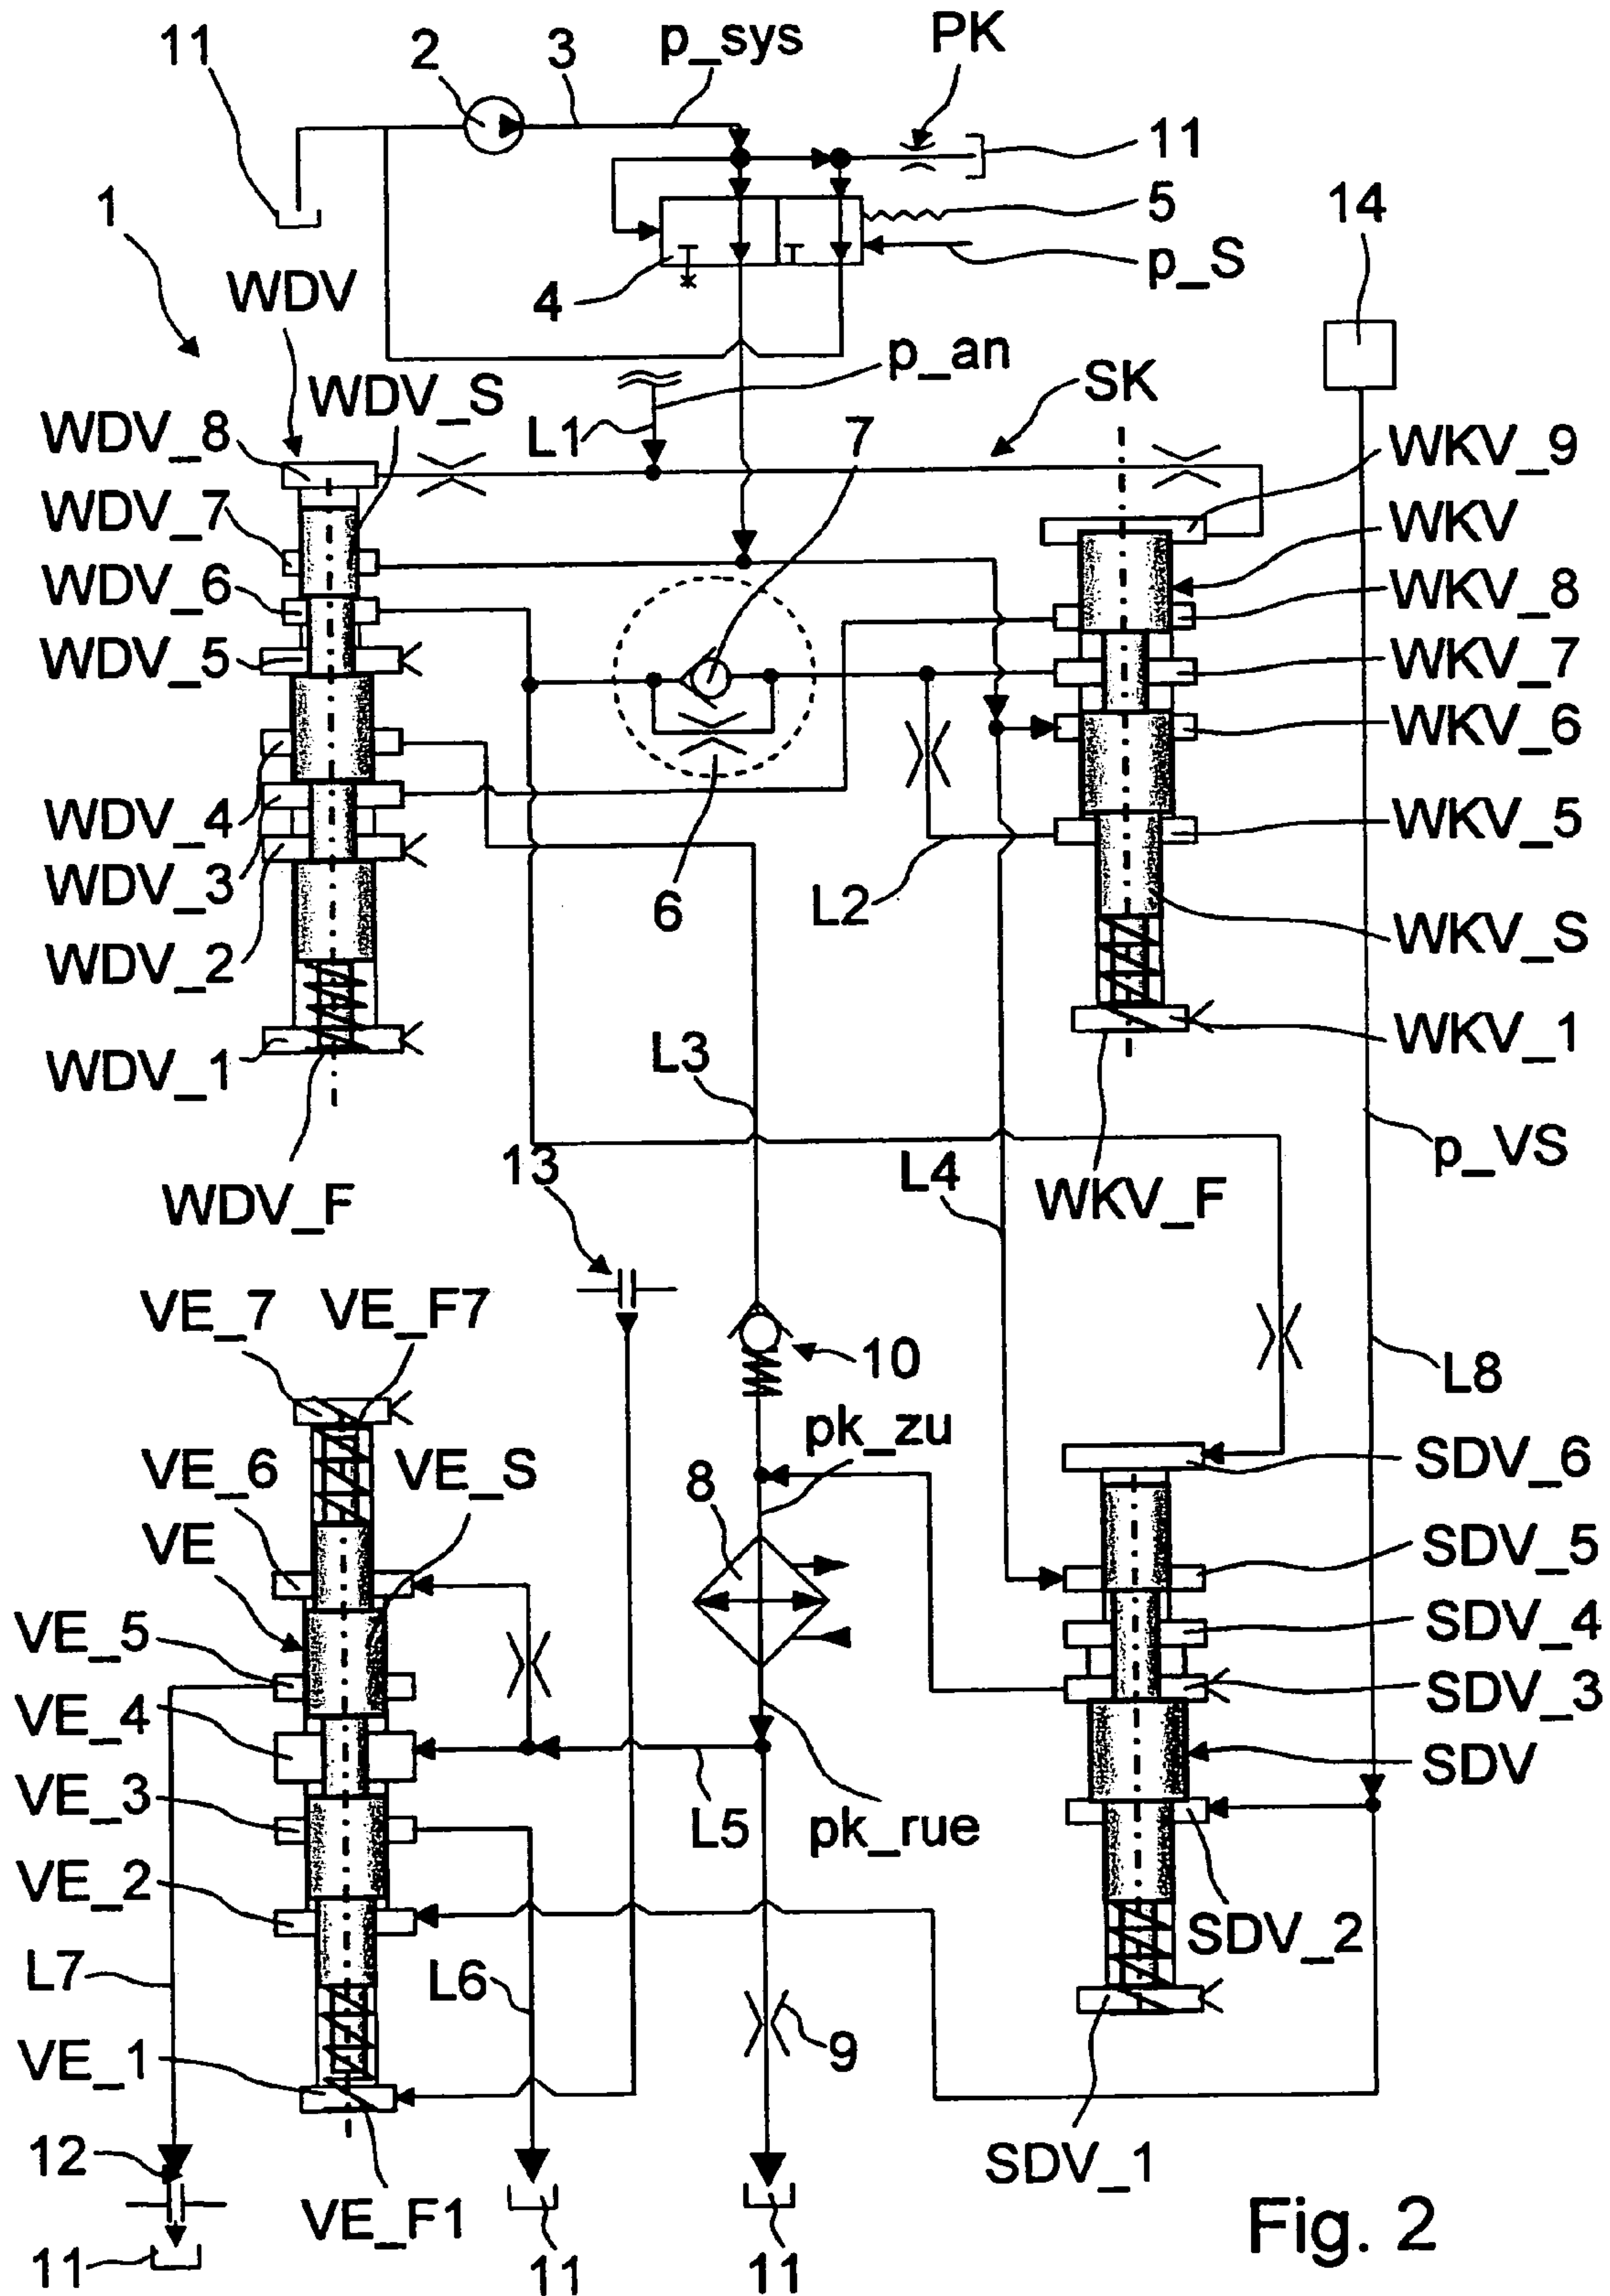 11
2
3
p_sys
PK
11
1
5
14
4
p_S
WDV
p_an
WDV_S
SK
WDV_8
L1
7
WKV_9
WDV_7
WKV
WDV_6
WKV_8
WDV_5
WKV_7
WKV_6
WDV_4
WKV_5
WDV_3
6
L2
WKV_S
WDV_2
WDV_1
L3
WKV_1
13
L4
p_VS
WDV_F
WKV_F
VE_7
VE_F7
10
L8
pk_zu
VE_6
VE_S
8
SDV_6
VE
SDV_5
VE_5
SDV_4
VE_4
SDV_3
VE_3
SDV
L5
pk_rue
VE_2
SDV_2
L7
L6
9
VE_1
12
SDV_1
VE_F1
11
11
11
Fig. 2